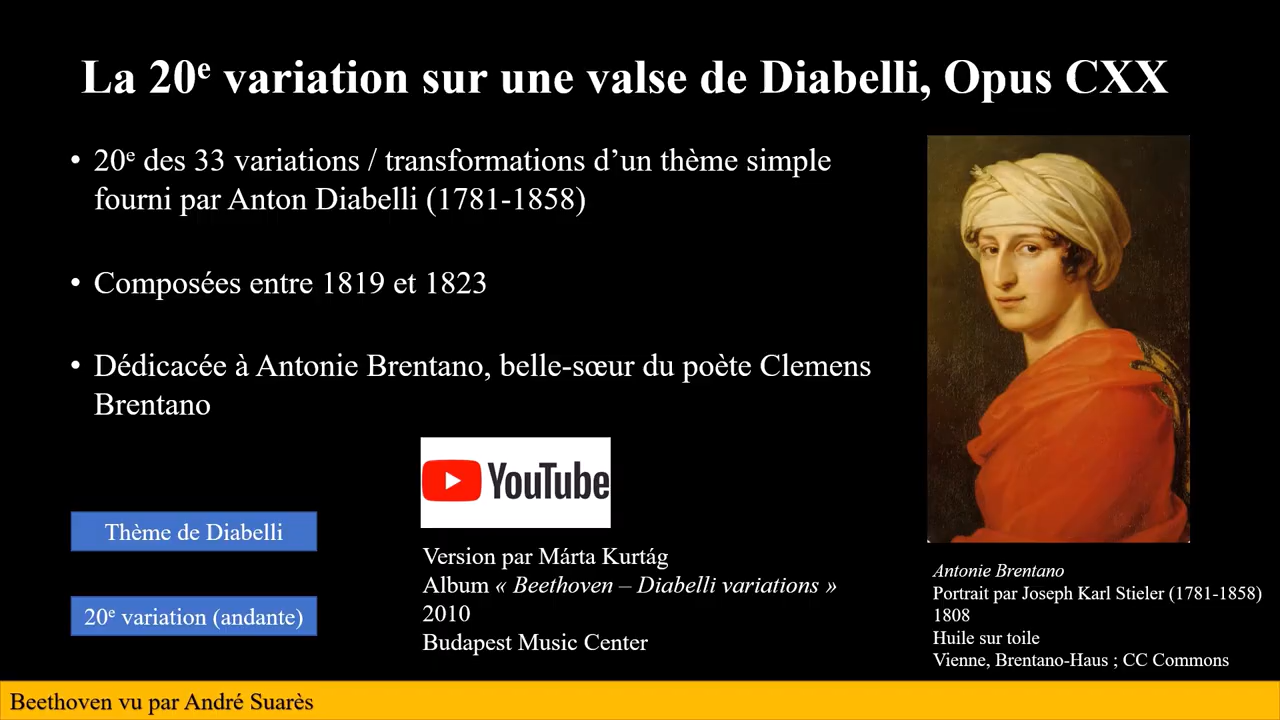 La 20e variation sur une valse de Diabelli, Opus CXX
• 20e des 33 variations / transformations d’un thème simple
fourni par Anton Diabelli (1781-1858)
• Composées entre 1819 et 1823
• Dédicacée à Antonie Brentano, belle-sœur du poète Clemens
Brentano
YouTube
Thème de Diabelli
20e variation (andante)
Version par Márta Kurtág
Album « Beethoven – Diabelli variations »
2010
Budapest Music Center
Antonie Brentano
Portrait par Joseph Karl Stieler (1781-1858)
1808
Huile sur toile
Vienne, Brentano-Haus ; CC Commons
Beethoven vu par André Suarès